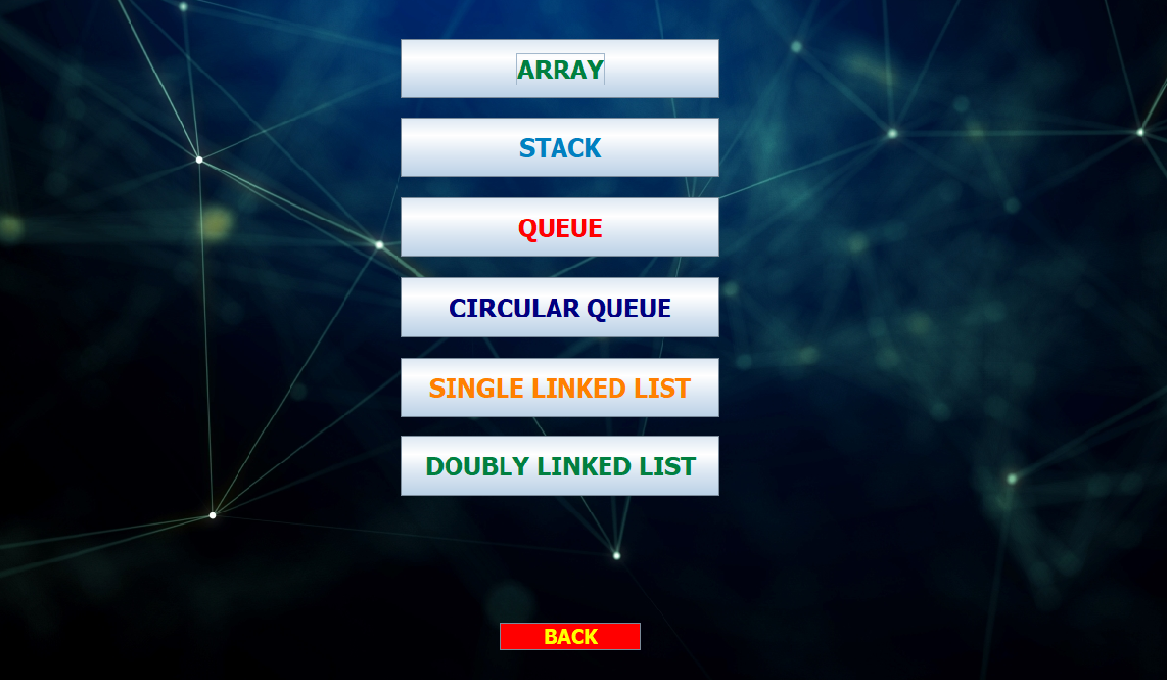 ARRAY
STACK
QUEUE
CIRCULAR QUEUE
SINGLE LINKED LIST
DOUBLY LINKED LIST
BACK